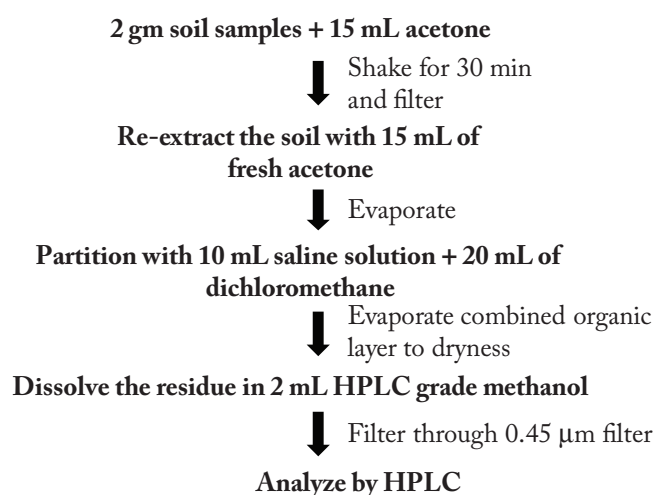 2 gm soil samples + 15 mL acetone
Shake for 30 min
and filter
Re-extract the soil with 15 mL of
fresh acetone
Evaporate
Partition with 10 mL saline solution + 20 mL of
dichloromethane
Evaporate combined organic
layer to dryness
Dissolve the residue in 2 mL HPLC grade methanol
Filter through 0.45 μm filter
Analyze by HPLC